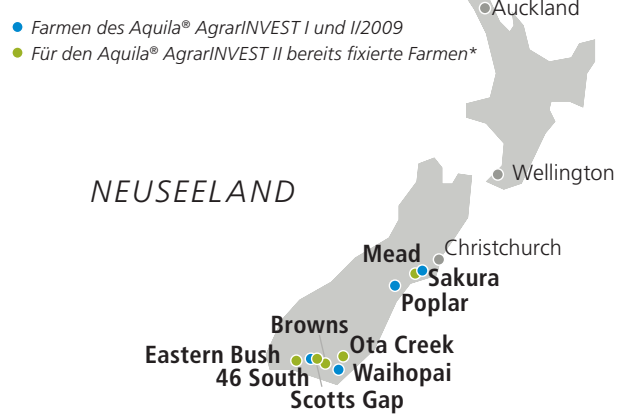 Auckland
Farmen des Aquila® AgrarINVEST I und I/2009
Für den Aquila® AgrarINVEST II bereits fixierte Farmen*
Wellington
NEUSEELAND
Christchurch
Mead
Sakura
Poplar
Browns
Ota Creek
Eastern Bush
Waihopai
46 South
Scotts Gap